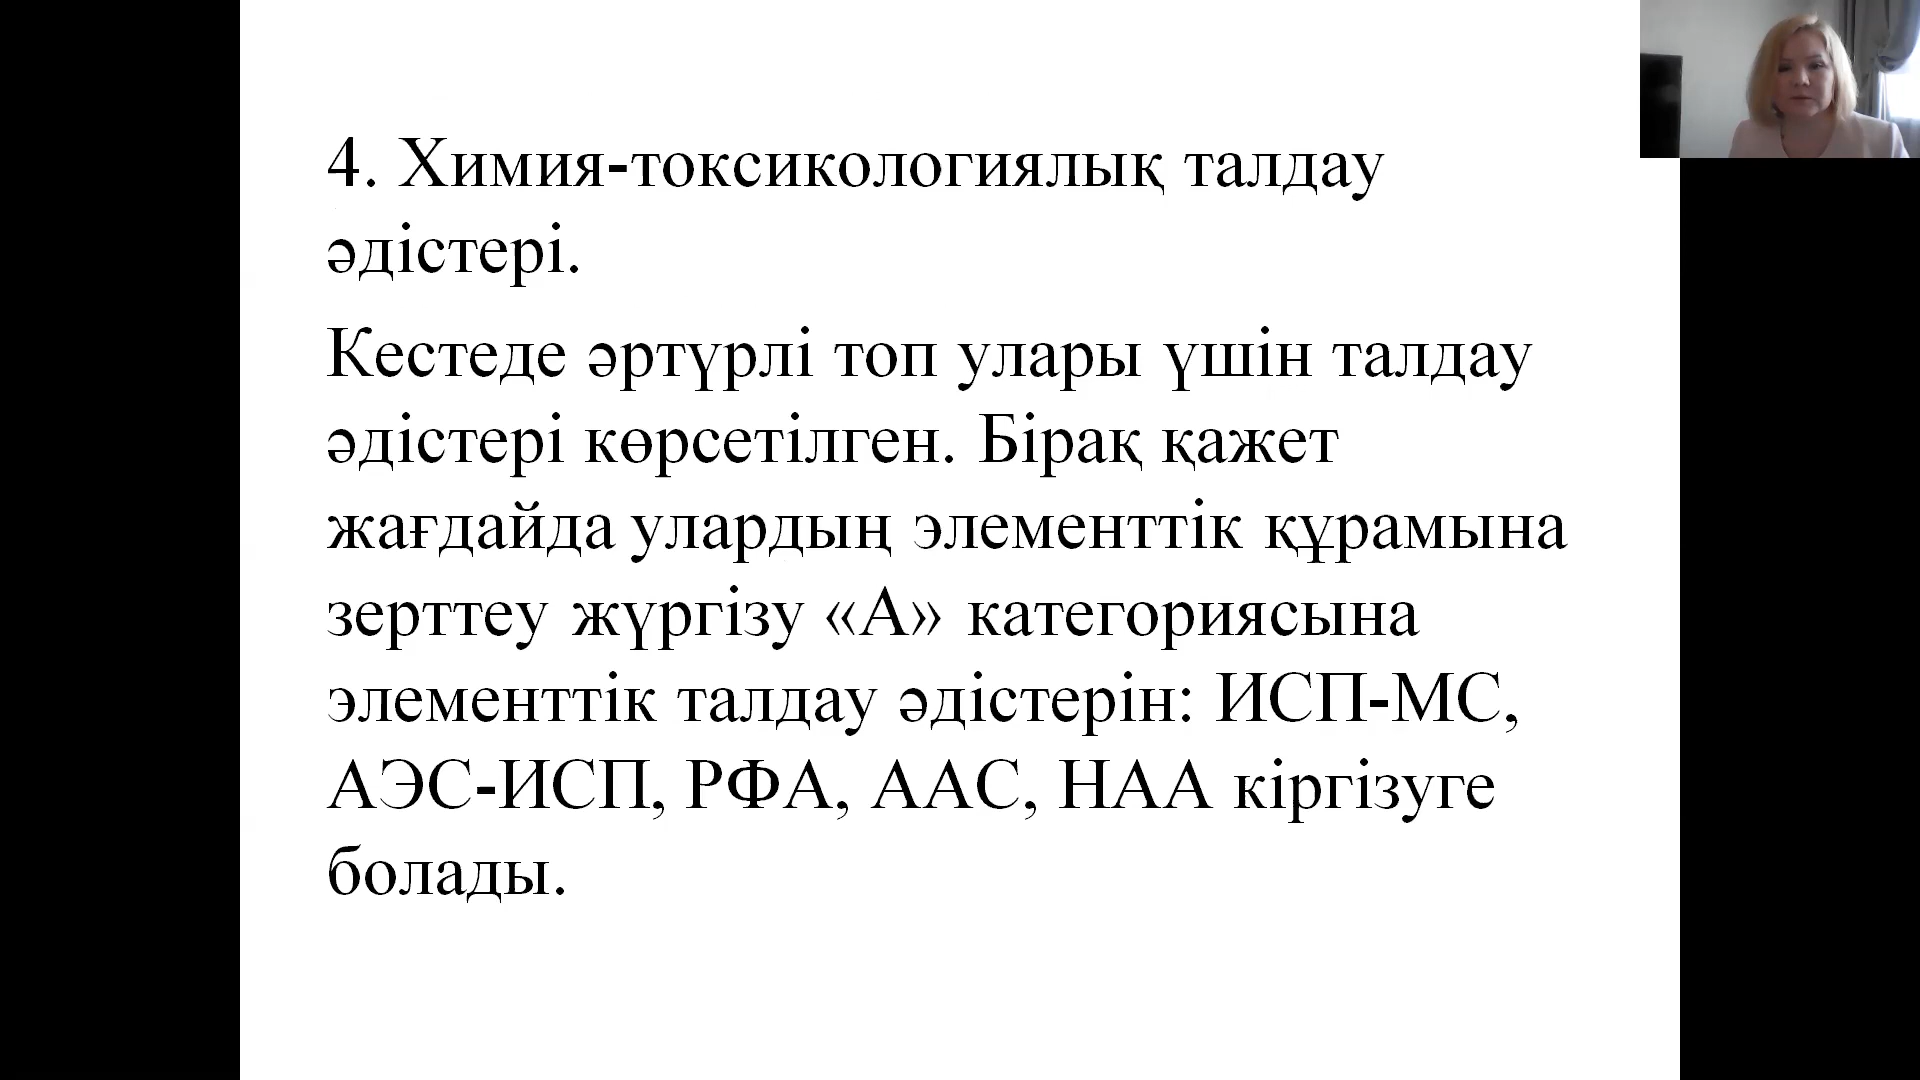 4. Химия-токсикологиялық талдау
әдістері.
Кестеде әртүрлі топ улары үшін талдау
әдістері көрсетілген. Бірақ қажет
жағдайда улардың элементтік құрамына
зерттеу жүргізу «А» категориясына
элементтік талдау әдістерін: ИСП-МС,
АЭС-ИСП, РФА, ААС, НАА кіргізуге
болады.